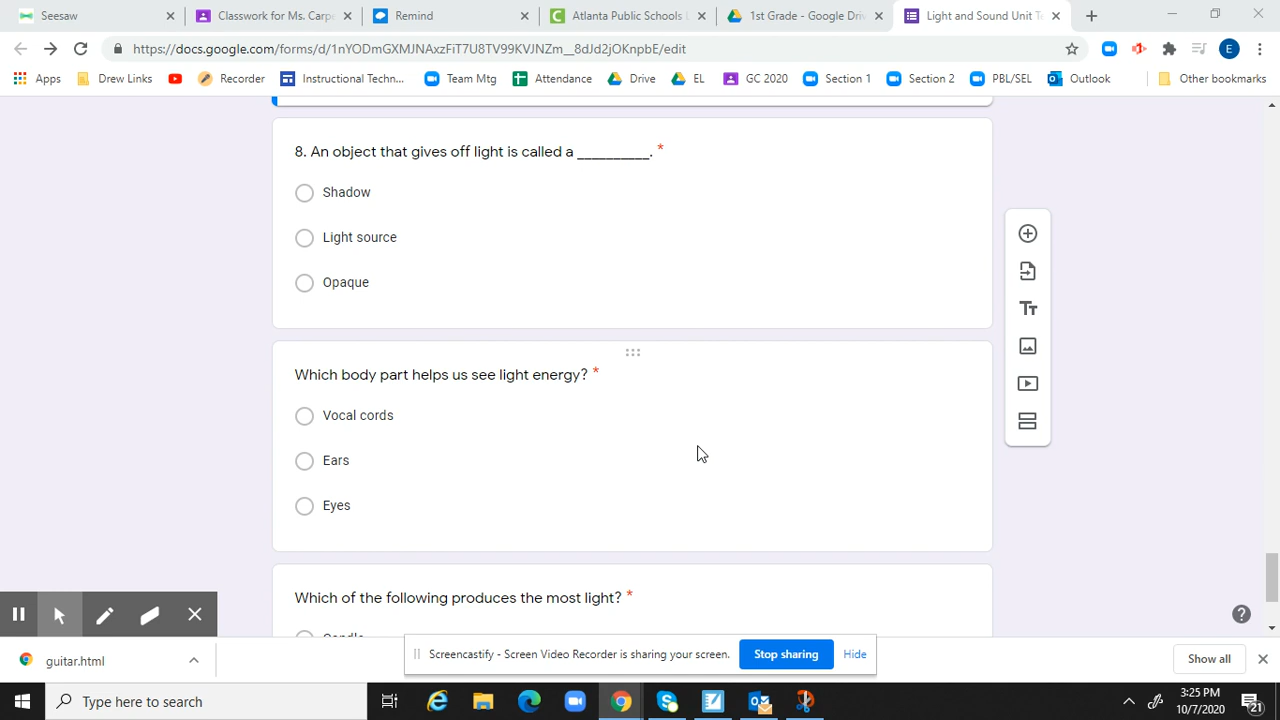 Seesaw
Classwork for Ms. Carpe
Remind
Atlanta Public Schools
1st Grade - Google Driv
Light and Sound Unit Te
https://docs.google.com/forms/d/1nYODmGXMJNAxzFiT7U8TV99KVJNZm__8dJd2jOKnpbE/edit
E
Apps
Drew Links
Recorder
Instructional Techn...
Team Mtg
Attendance
Drive
EL
GC 2020
Section 1
Section 2
PBL/SEL
Outlook
Other bookmarks
8. An object that gives off light is called a __________. *
Shadow
Light source
Opaque
Which body part helps us see light energy? *
Vocal cords
Ears
Eyes
Which of the following produces the most light? *
Candle
Screencastify - Screen Video Recorder is sharing your screen.
Stop sharing
Hide
guitar.html
Show all
Type here to search
3:25 PM
10/7/2020
21